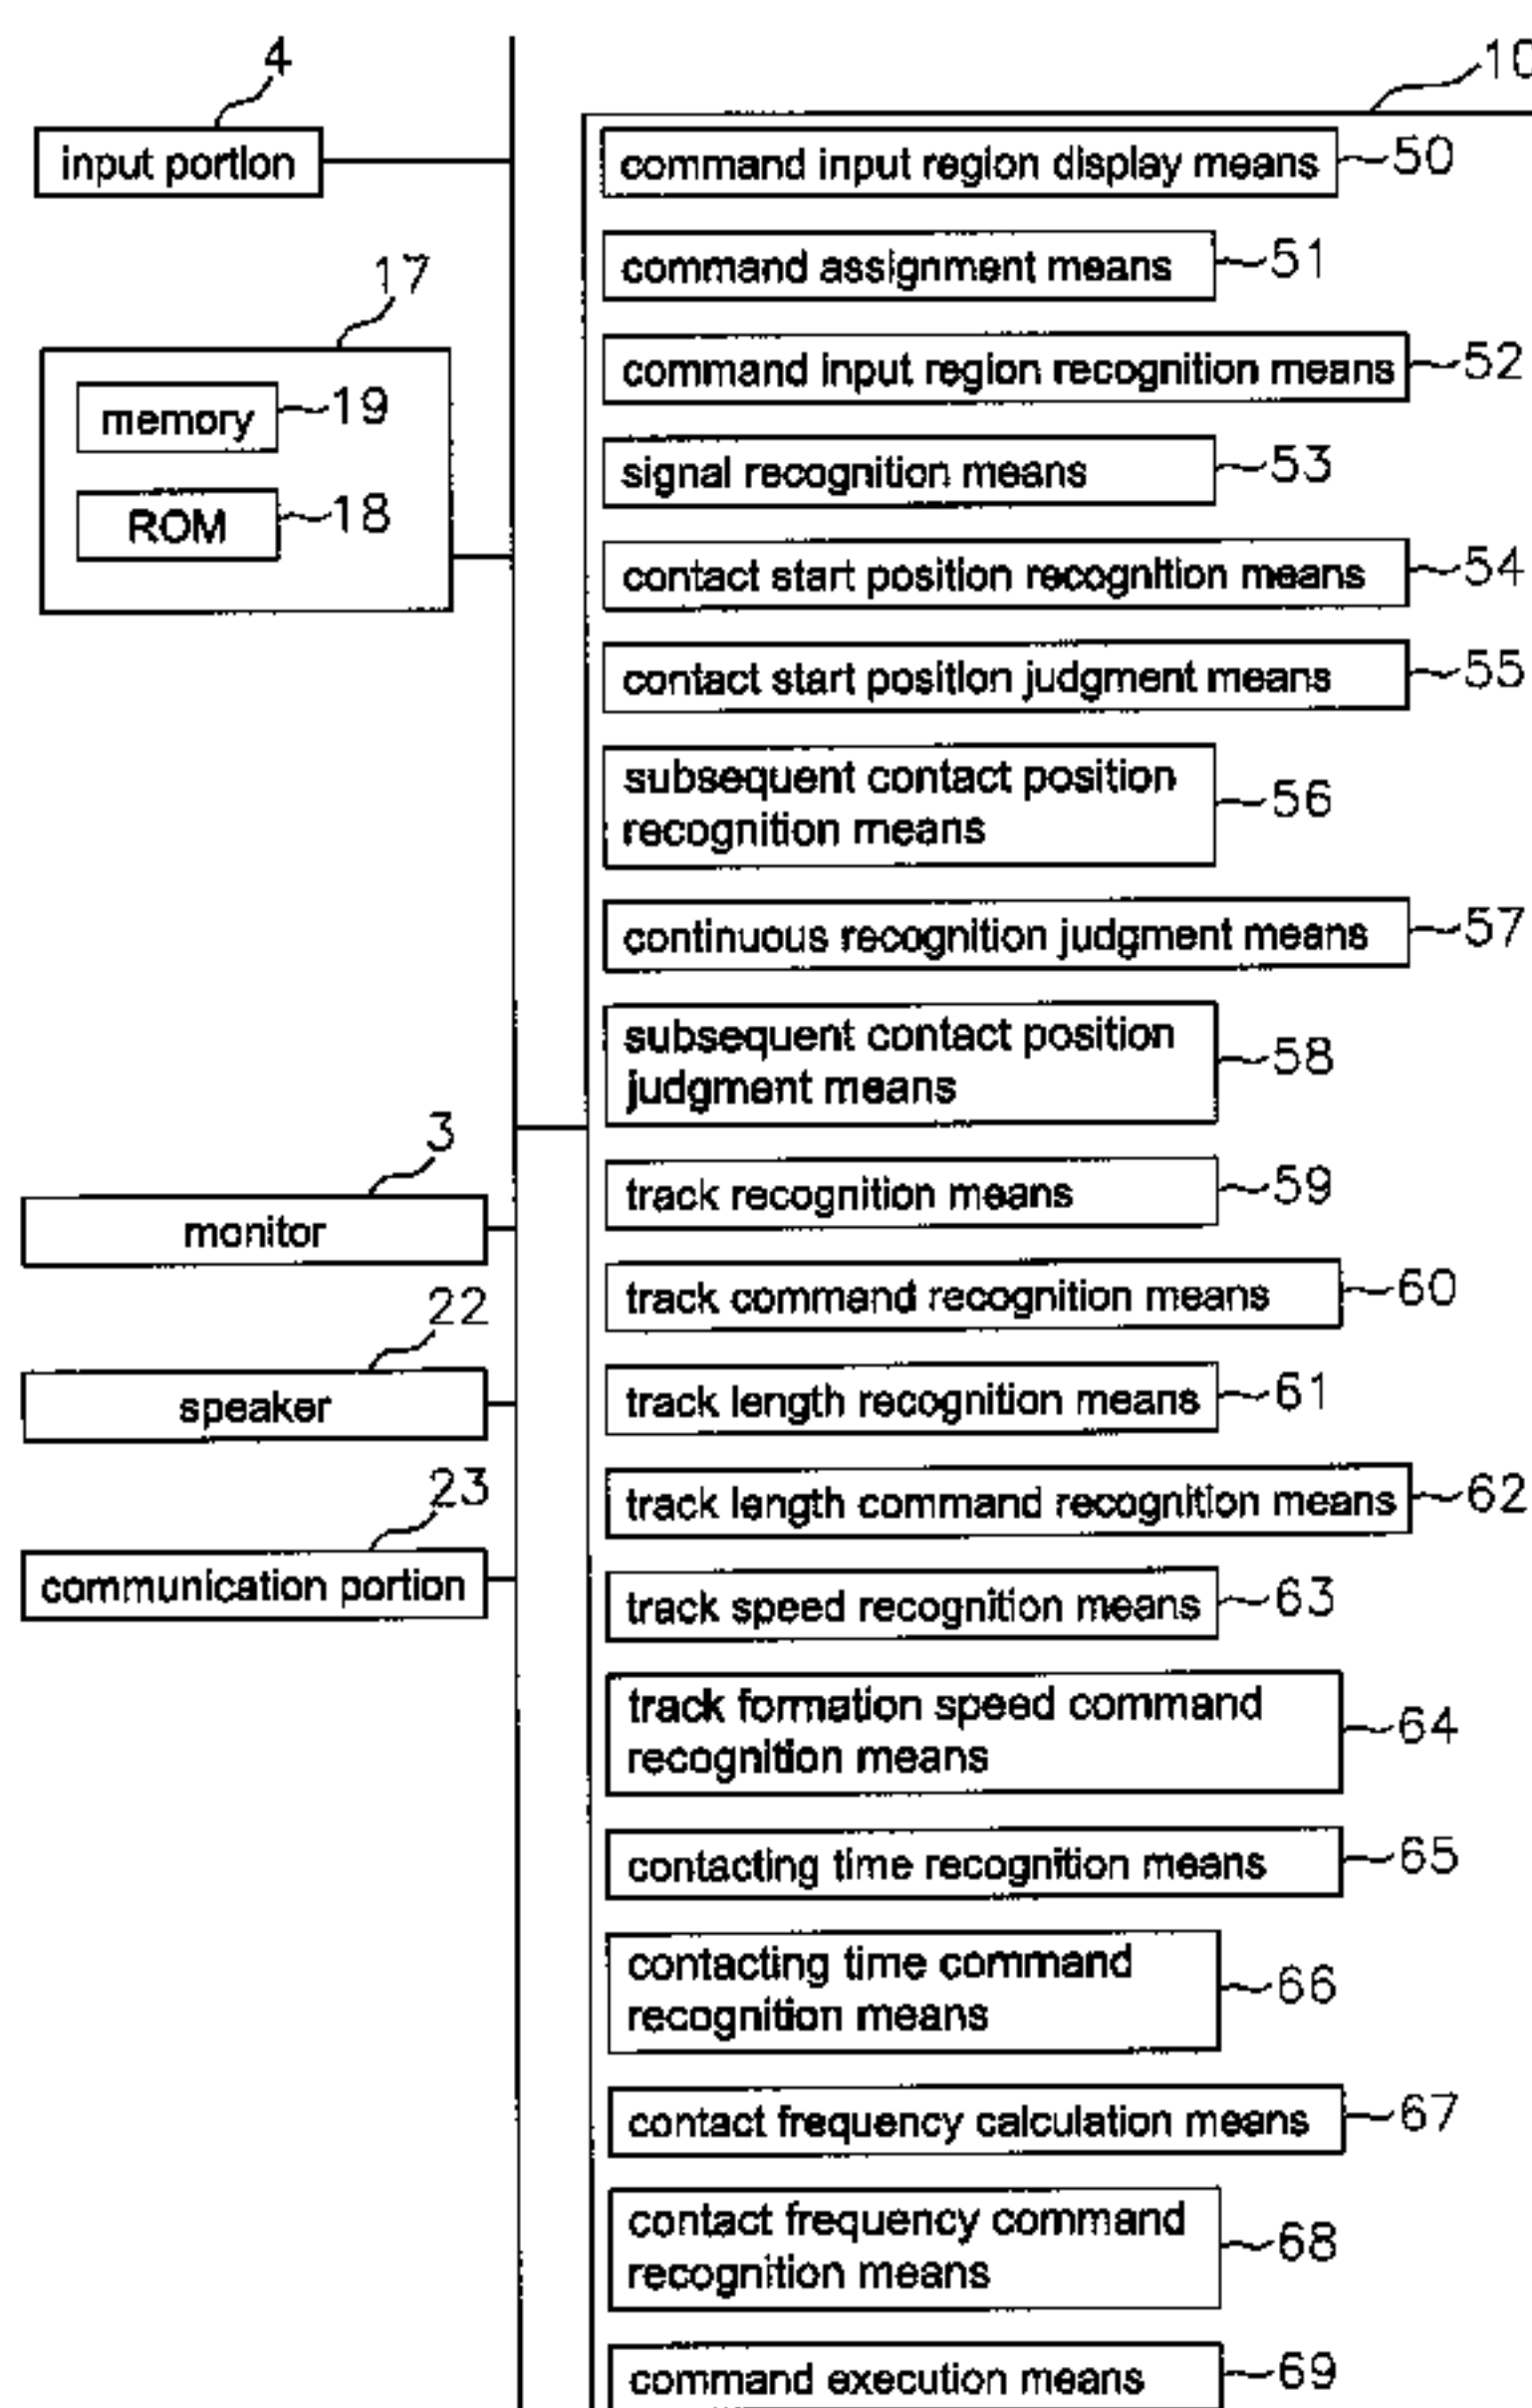 4
input portion
17
memory
19
ROM
18
3
monitor
22
speaker
23
communication portion
10
command input region display means
50
command assignment means
51
command input region recognition means
52
signal recognition means
53
contact start position recognition means
54
contact start position judgment means
55
subsequent contact position
recognition means
56
continuous recognition judgment means
57
subsequent contact position
judgment means
58
track recognition means
59
track command recognition means
60
track length recognition means
61
track length command recognition means
62
track speed recognition means
63
track formation speed command
recognition means
64
contacting time recognition means
65
contacting time command
recognition means
66
contact frequency calculation means
67
contact frequency command
recognition means
68
command execution means
69